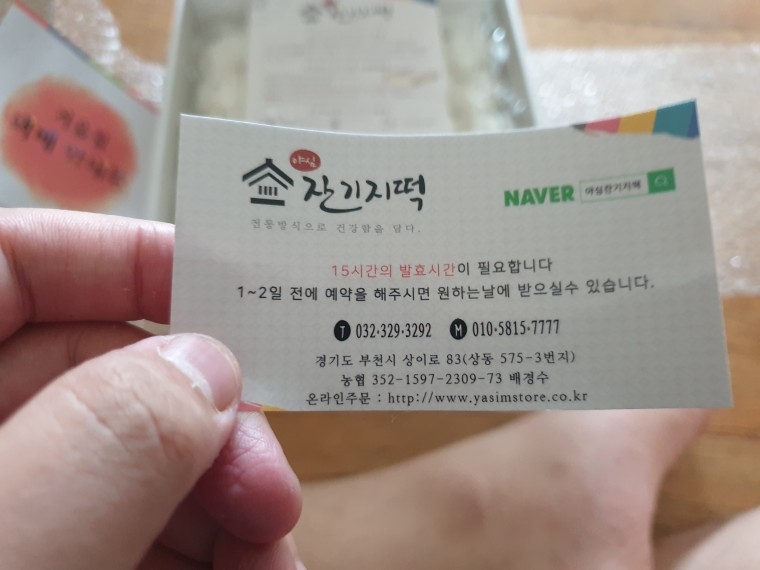 야심
잔기지떡
전통방식으로 건강함을 담다.
NAVER 야심잔기지떡
15시간의 발효시간이 필요합니다
1~2일 전에 예약을 해주시면 원하는날에 받으실수 있습니다.
T 032·329·3292 M 010·5815·7777
경기도 부천시 상이로 83(상동 575-3번지)
농협 352-1597-2309-73 배경수
온라인주문 : http://www.yasimstore.co.kr